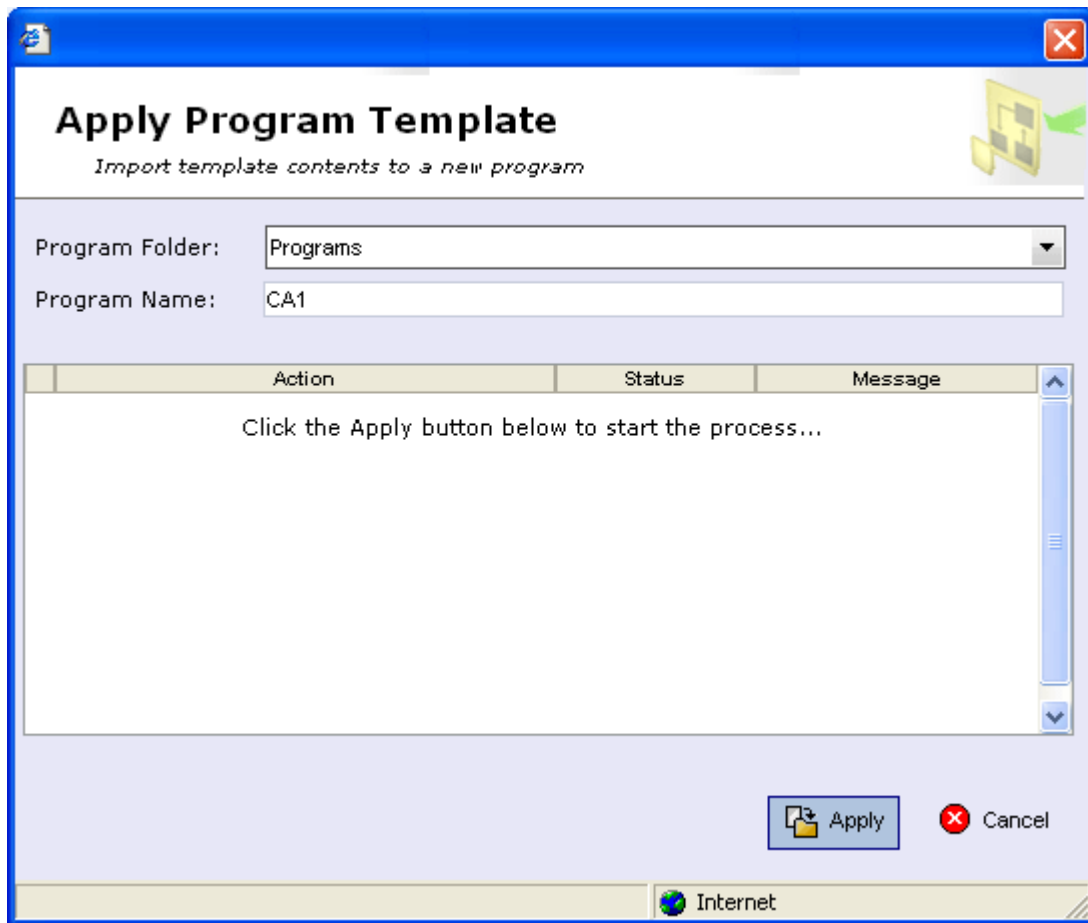 Apply Program Template
Import template contents to a new program
Program Folder: Programs
Program Name: CA1
Action Status Message
Click the Apply button below to start the process...
Apply Cancel
Internet